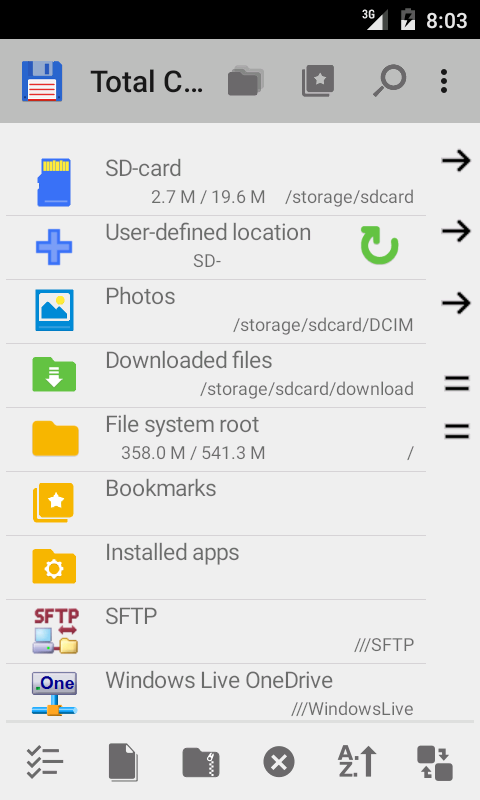 3G 8:03
Total C...
SD-card
2.7 M / 19.6 M /storage/sdcard
User-defined location
SD-
Photos
/storage/sdcard/DCIM
Downloaded files
/storage/sdcard/download
File system root
358.0 M / 541.3 M /
Bookmarks
Installed apps
SFTP
SFTP
///SFTP
.One
Windows Live OneDrive
///WindowsLive
A.Z.